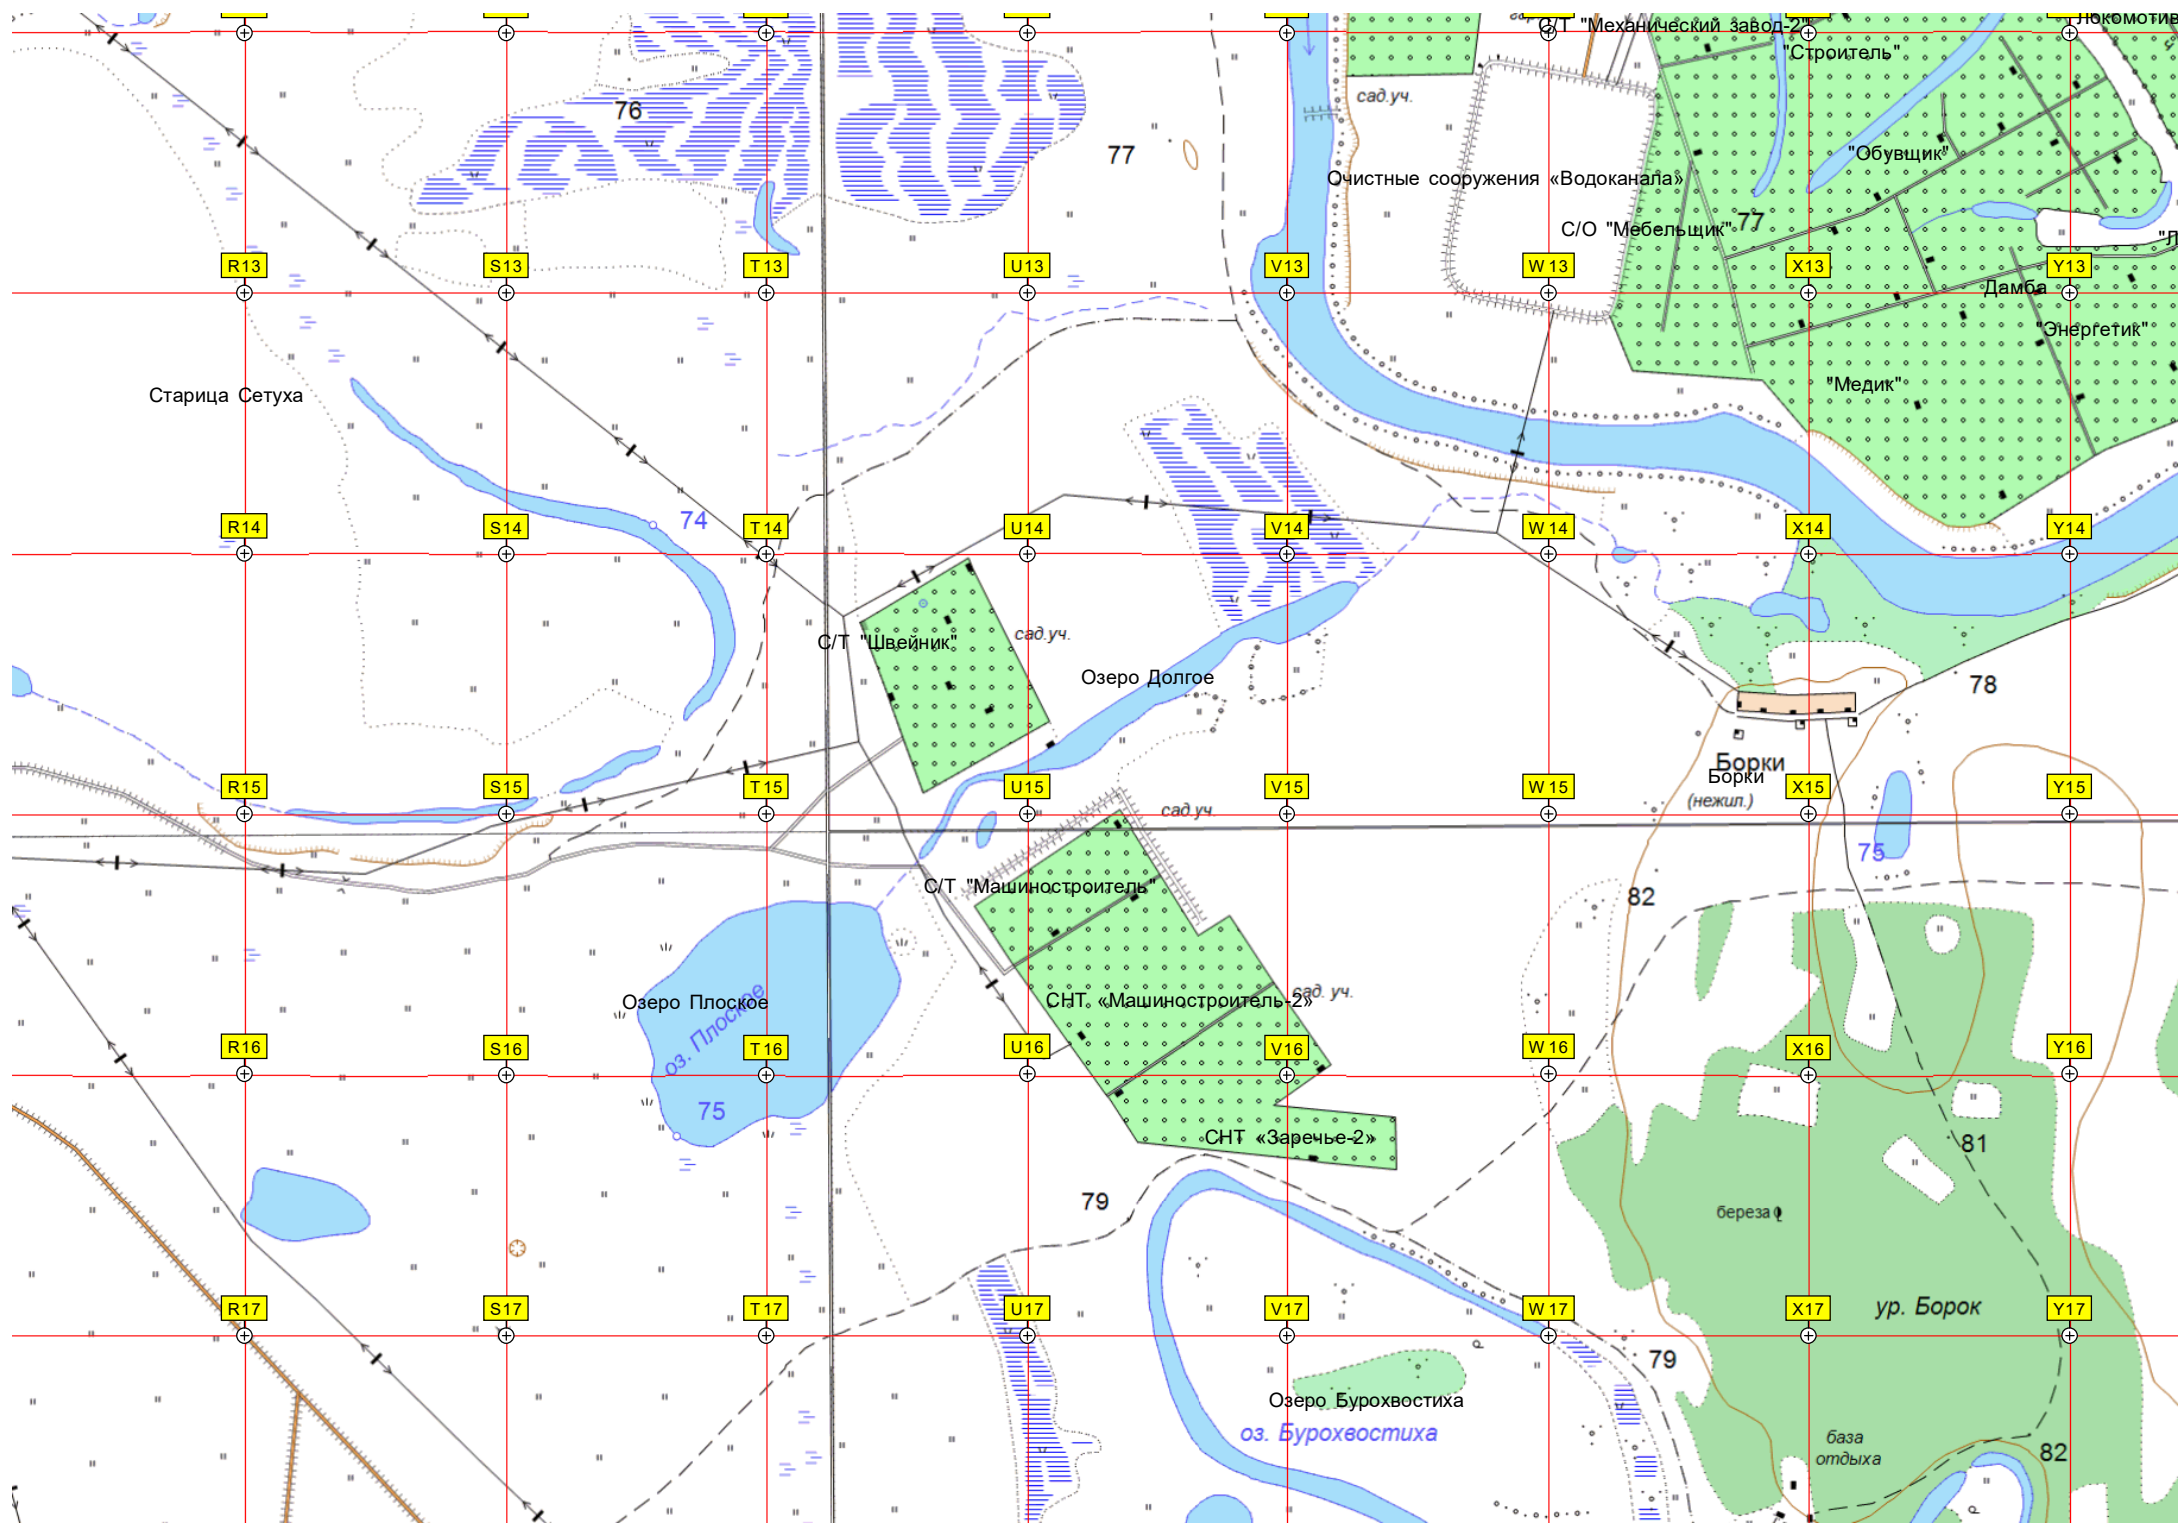 Локомотив
С/Т "Механический завод-2"
"Строитель"
76
сад.уч.
77
"Обувщик"
Очистные сооружения «Водоканала»
С/О "Мебельщик"
77
R13
S13
T13
U13
V13
W13
X13
Y13
Дамба
"Энергетик"
Старица Сетуха
"Медик"
74
R14
S14
T14
U14
V14
W14
X14
Y14
С/Т "Швейник"
сад.уч.
Озеро Долгое
78
Борки
Борки
(нежил.)
R15
S15
T15
U15
V15
W15
X15
Y15
сад.уч.
75
С/Т "Машиностроитель"
82
Озеро Плоское
оз. Плоское
СНТ «Машиностроитель-2»
сад. уч.
R16
S16
T16
U16
V16
W16
X16
Y16
75
СНТ «Заречье-2»
81
79
береза
R17
S17
T17
U17
V17
W17
X17
Y17
ур. Борок
79
Озеро Бурохвостиха
оз. Бурохвостиха
база
отдыха
82